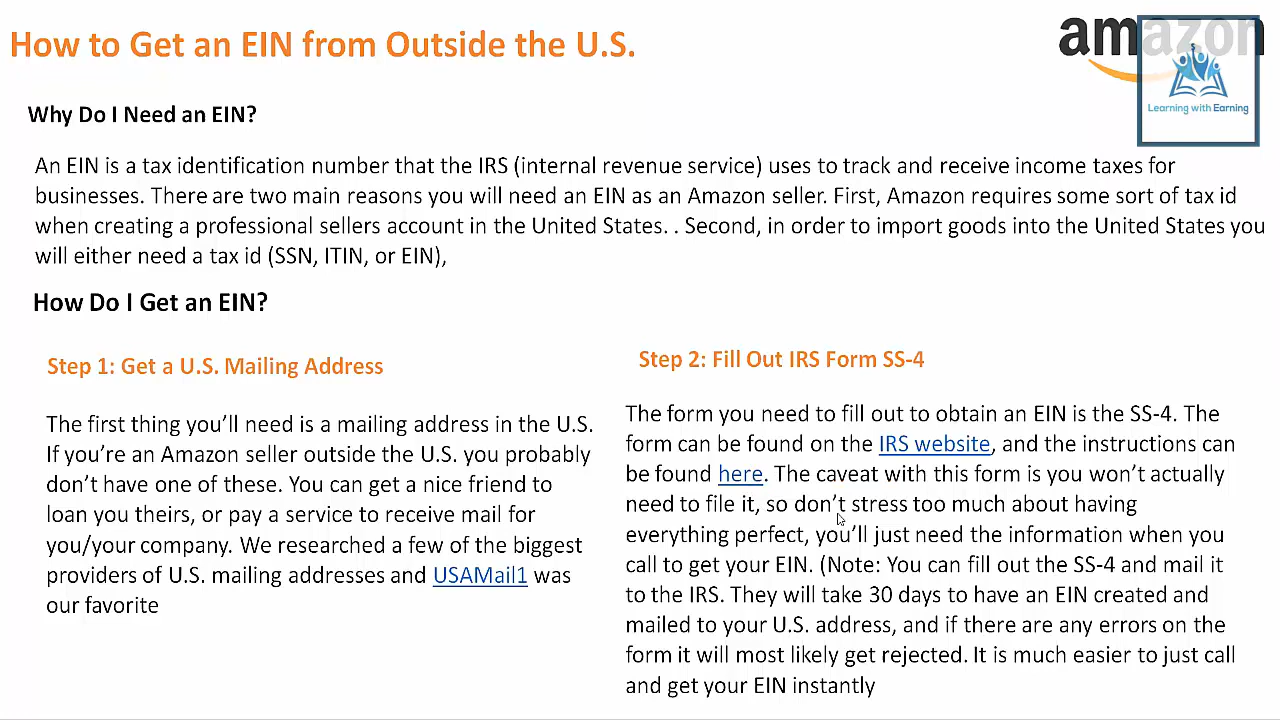 How to Get an EIN from Outside the U.S.
amazon
Learning with Earning
Why Do I Need an EIN?
An EIN is a tax identification number that the IRS (internal revenue service) uses to track and receive income taxes for
businesses. There are two main reasons you will need an EIN as an Amazon seller. First, Amazon requires some sort of tax id
when creating a professional sellers account in the United States. . Second, in order to import goods into the United States you
will either need a tax id (SSN, ITIN, or EIN),
How Do I Get an EIN?
Step 1: Get a U.S. Mailing Address
The first thing you’ll need is a mailing address in the U.S.
If you’re an Amazon seller outside the U.S. you probably
don’t have one of these. You can get a nice friend to
loan you theirs, or pay a service to receive mail for
you/your company. We researched a few of the biggest
providers of U.S. mailing addresses and USAMail1 was
our favorite
Step 2: Fill Out IRS Form SS-4
The form you need to fill out to obtain an EIN is the SS-4. The
form can be found on the IRS website, and the instructions can
be found here. The caveat with this form is you won’t actually
need to file it, so don’t stress too much about having
everything perfect, you’ll just need the information when you
call to get your EIN. (Note: You can fill out the SS-4 and mail it
to the IRS. They will take 30 days to have an EIN created and
mailed to your U.S. address, and if there are any errors on the
form it will most likely get rejected. It is much easier to just call
and get your EIN instantly